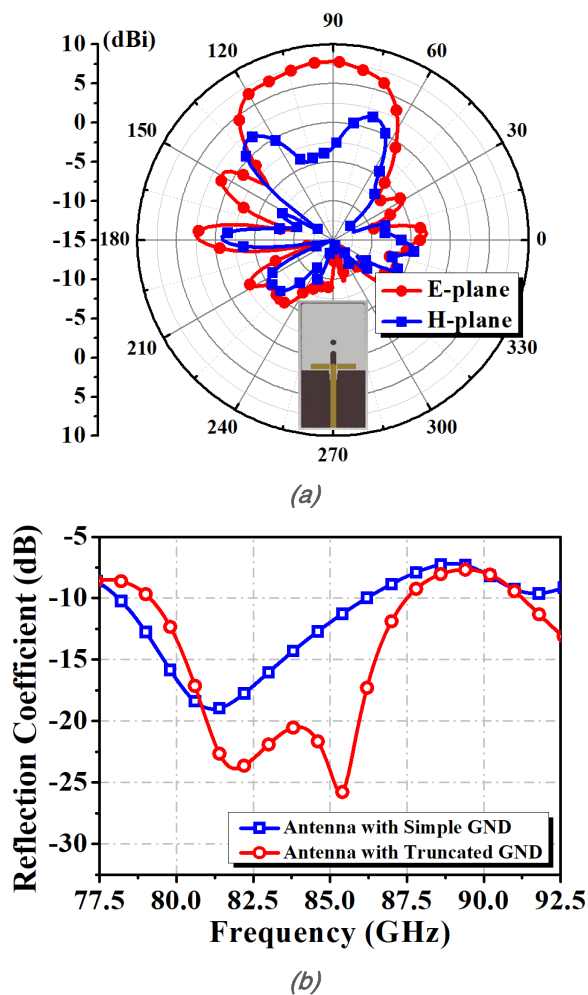 10
(dBi)
5
0
-5
-10
-15
-10
-5
0
5
10
90
60
30
0
330
300
270
240
210
180
150
120
E-plane
H-plane
(a)
Reflection Coefficient (dB)
-5
-10
-15
-20
-25
-30
Antenna with Simple GND
Antenna with Truncated GND
77.5 80.0 82.5 85.0 87.5 90.0 92.5
Frequency (GHz)
(b)